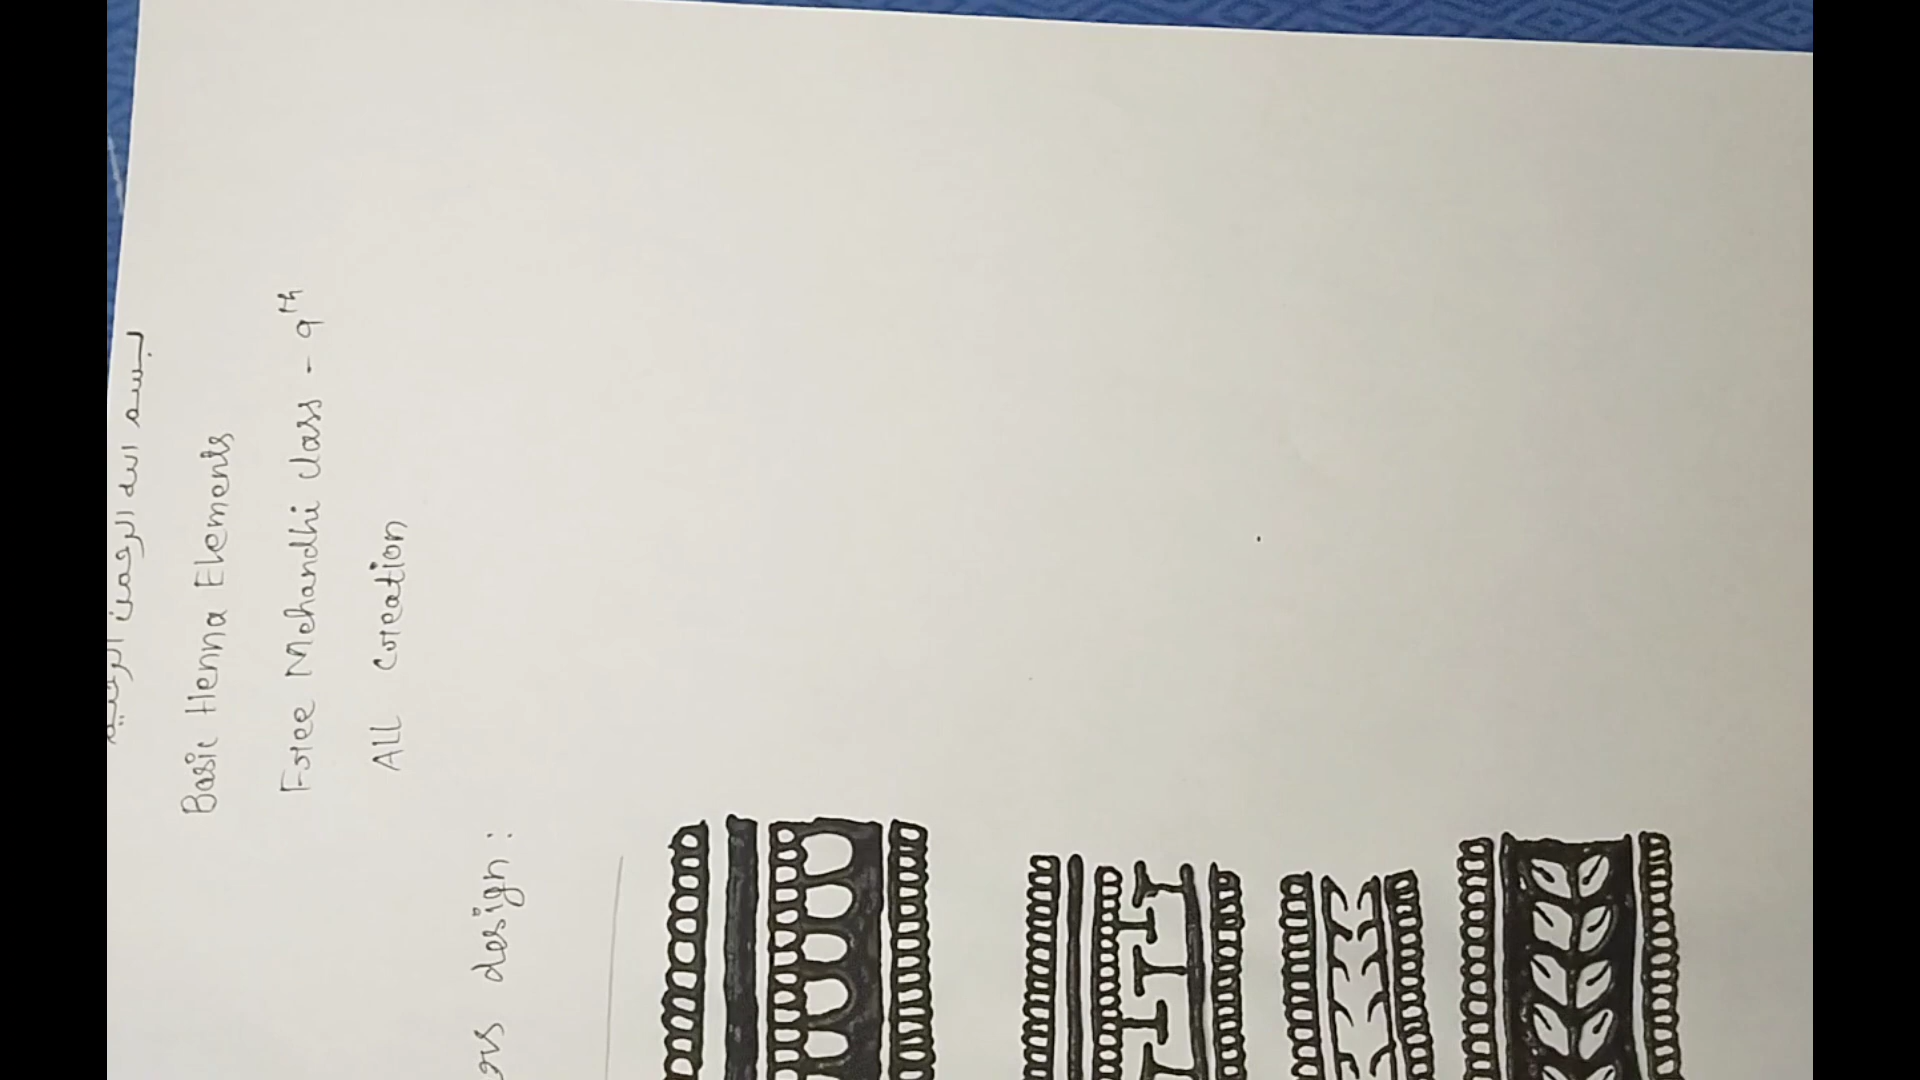 بسم الله الرحمن الرحيم
Basic Henna Elements
Free Mehandhi class - 9th
All creation
design: